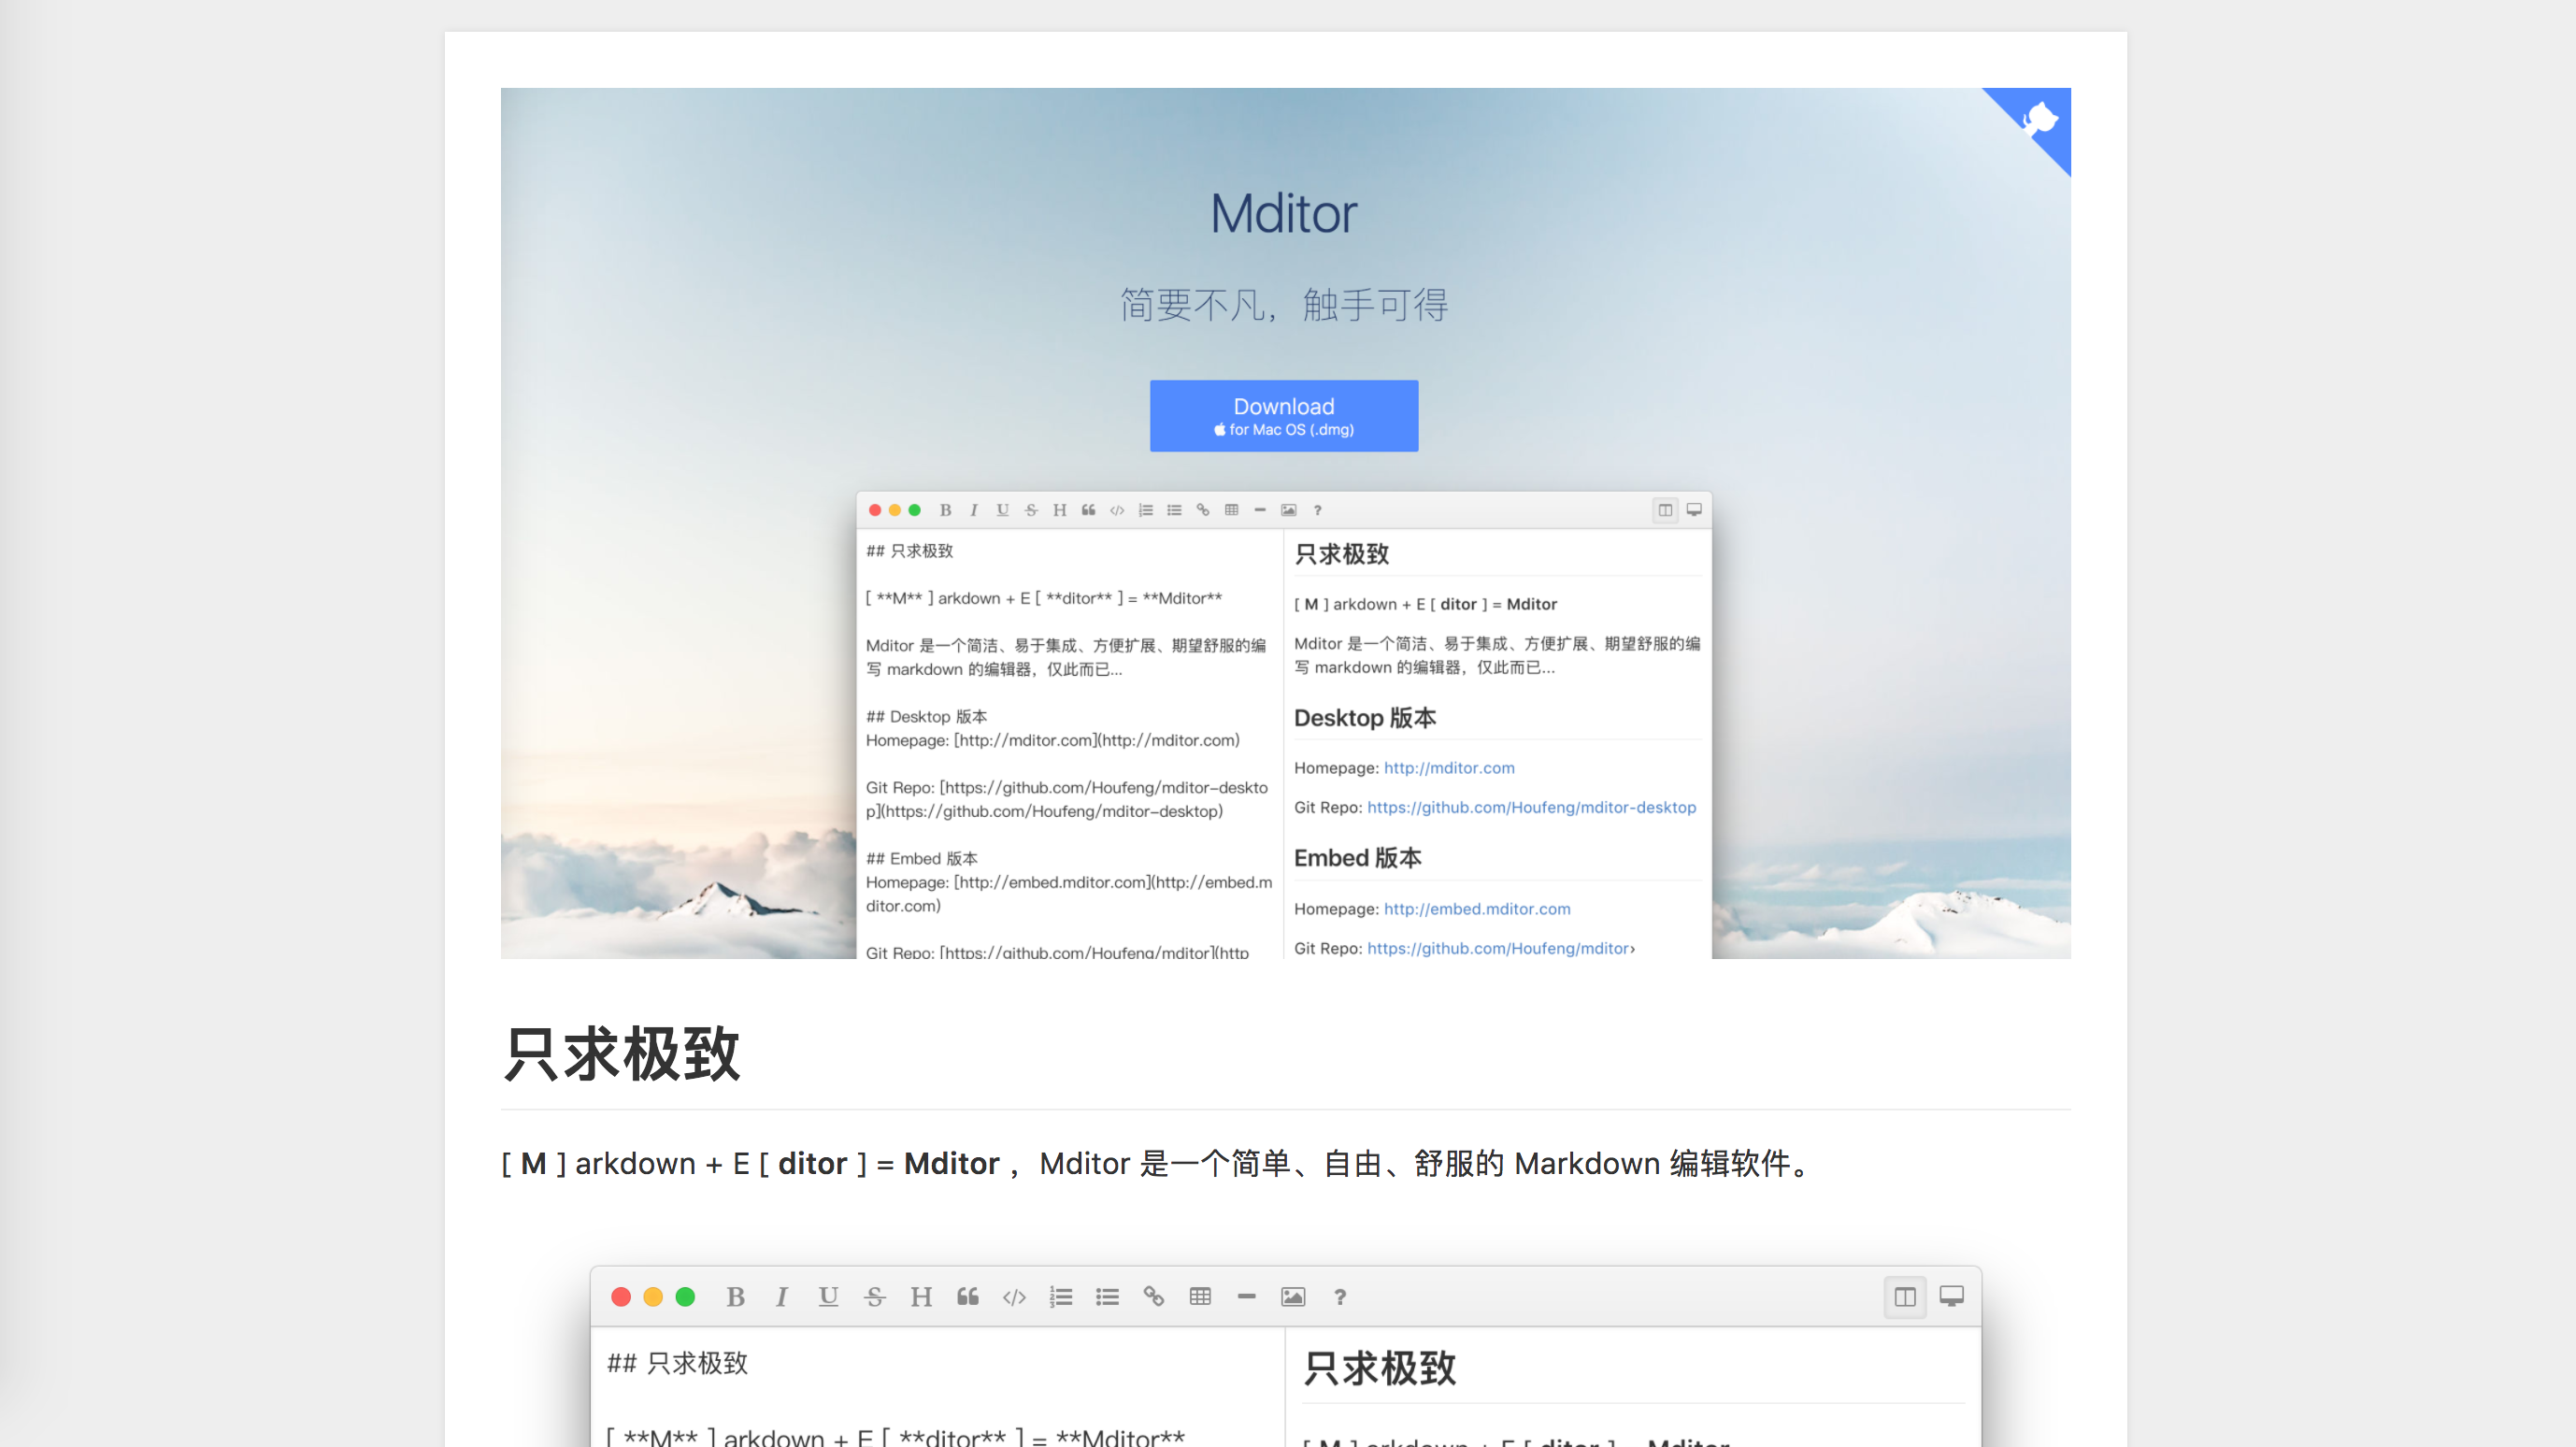 Mditor
简要不凡，触手可得
Download
for Mac OS (.dmg)
B I U S H ?
## 只求极致
[ **M** ] arkdown + E [ **ditor** ] = **Mditor**
Mditor 是一个简洁、易于集成、方便扩展、期望舒服的编
写 markdown 的编辑器，仅此而已...
## Desktop 版本
Homepage: [http://mditor.com](http://mditor.com)
Git Repo: [https://github.com/Houfeng/mditor-deskto
p](https://github.com/Houfeng/mditor-desktop)
## Embed 版本
Homepage: [http://embed.mditor.com](http://embed.m
ditor.com)
Git Repo: [https://github.com/Houfeng/mditor](http
只求极致
[ M ] arkdown + E [ ditor ] = Mditor
Mditor 是一个简洁、易于集成、方便扩展、期望舒服的编
写 markdown 的编辑器，仅此而已...
Desktop 版本
Homepage: http://mditor.com
Git Repo: https://github.com/Houfeng/mditor-desktop
Embed 版本
Homepage: http://embed.mditor.com
Git Repo: https://github.com/Houfeng/mditor›
只求极致
[ M ] arkdown + E [ ditor ] = Mditor ，Mditor 是一个简单、自由、舒服的 Markdown 编辑软件。
B I U S H ?
## 只求极致
[ **M** ] arkdown + E [ **ditor** ] = **Mditor**
只求极致
[ M ] arkdown + E [ ditor ] = Mditor